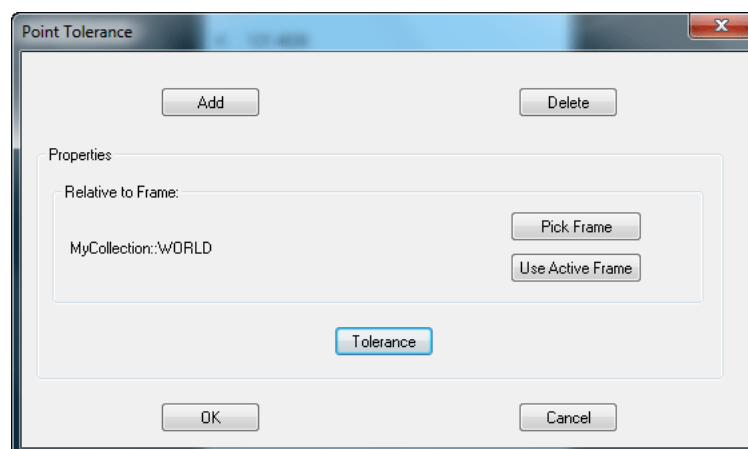 Point Tolerance
Add
Delete
Properties
Relative to Frame:
MyCollection::WORLD
Pick Frame
Use Active Frame
Tolerance
OK
Cancel